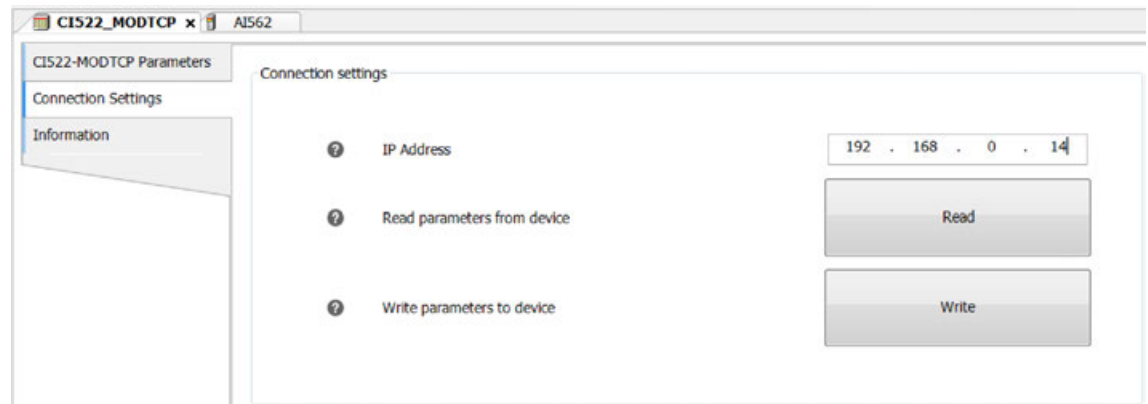 CI522_MODTCP x AI562
CI522-MODTCP Parameters
Connection Settings
Information
Connection settings
? IP Address 192 . 168 . 0 . 14
? Read parameters from device Read
? Write parameters to device Write